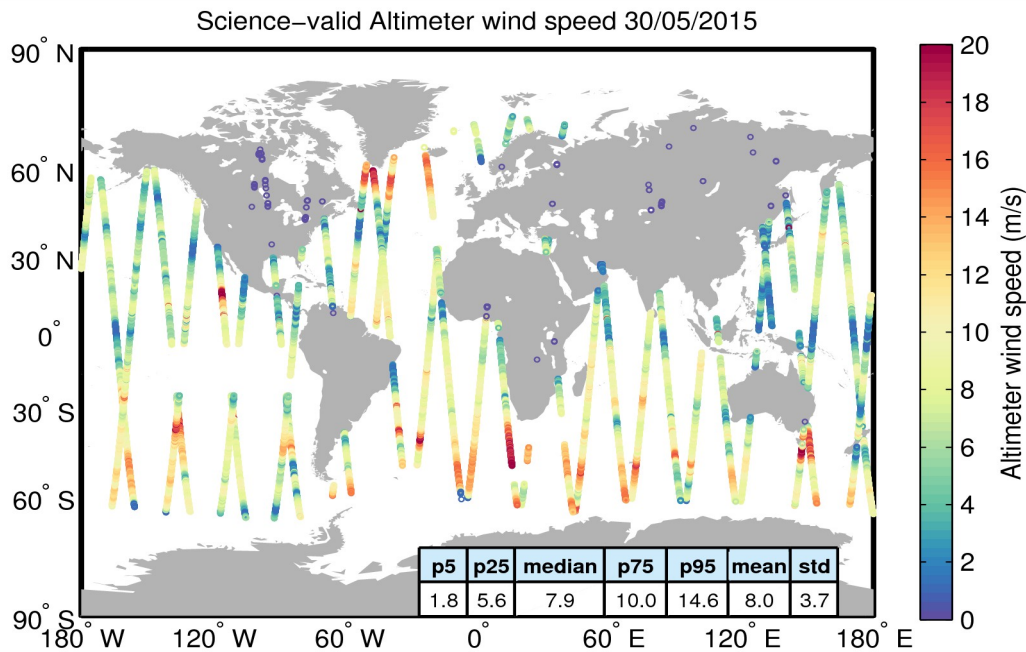 Science−valid Altimeter wind speed 30/05/2015
90° N
60° N
30° N
0°
30° S
60° S
90° S
180° W
120° W
60° W
0°
60° E
120° E
180° E
p5 p25 median p75 p95 mean std
1.8 5.6 7.9 10.0 14.6 8.0 3.7
20
18
16
14
12
10
8
6
4
2
0
Altimeter wind speed (m/s)